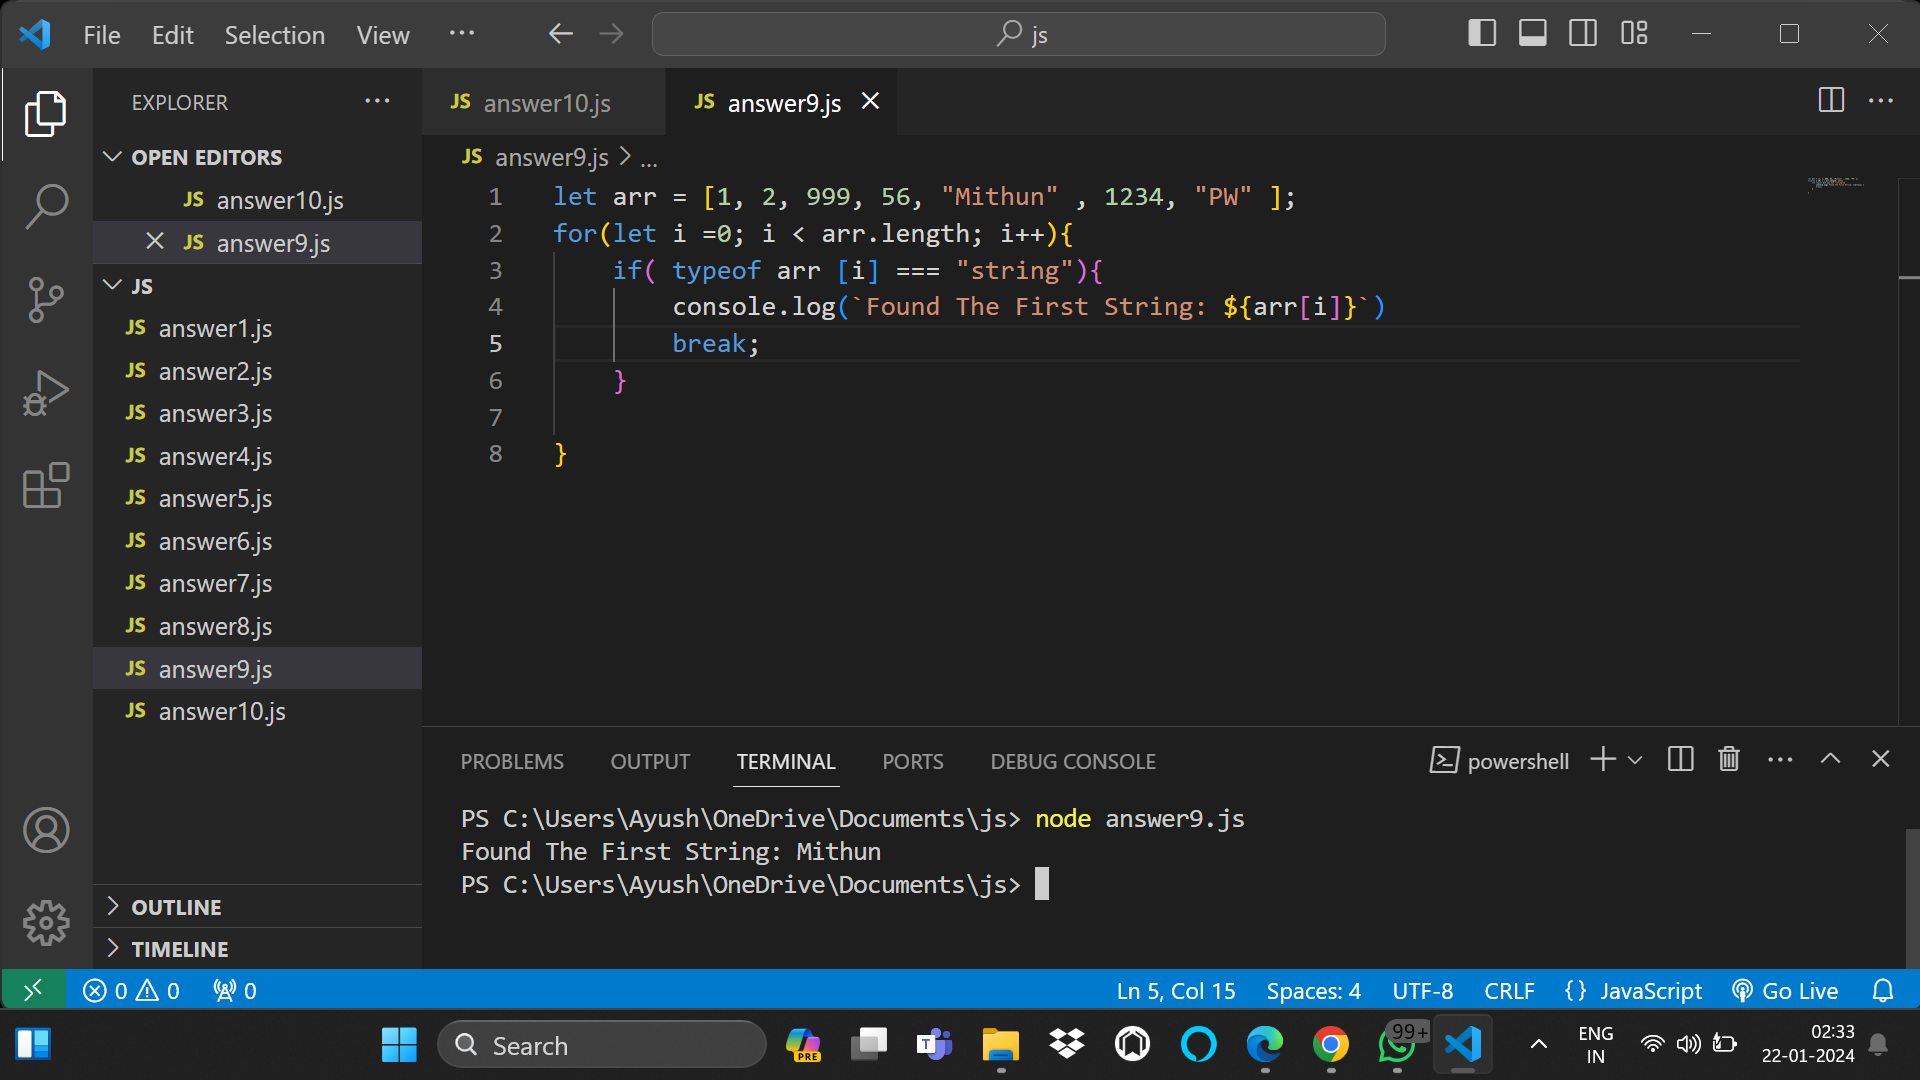 File Edit Selection View ··· js
EXPLORER ···
OPEN EDITORS
JS answer10.js
JS answer9.js
JS
JS answer1.js
JS answer2.js
JS answer3.js
JS answer4.js
JS answer5.js
JS answer6.js
JS answer7.js
JS answer8.js
JS answer9.js
JS answer10.js
OUTLINE
TIMELINE
JS answer10.js JS answer9.js
JS answer9.js > ...
1 let arr = [1, 2, 999, 56, "Mithun" , 1234, "PW" ];
2 for(let i =0; i < arr.length; i++){
3 if( typeof arr [i] === "string"){
4 console.log(`Found The First String: ${arr[i]}`)
5 break;
6 }
7
8 }
PROBLEMS OUTPUT TERMINAL PORTS DEBUG CONSOLE powershell
PS C:\Users\Ayush\OneDrive\Documents\js> node answer9.js
Found The First String: Mithun
PS C:\Users\Ayush\OneDrive\Documents\js>
0 0 0 Ln 5, Col 15 Spaces: 4 UTF-8 CRLF {} JavaScript Go Live
Search PRE T 99+ ENG 02:33
IN 22-01-2024